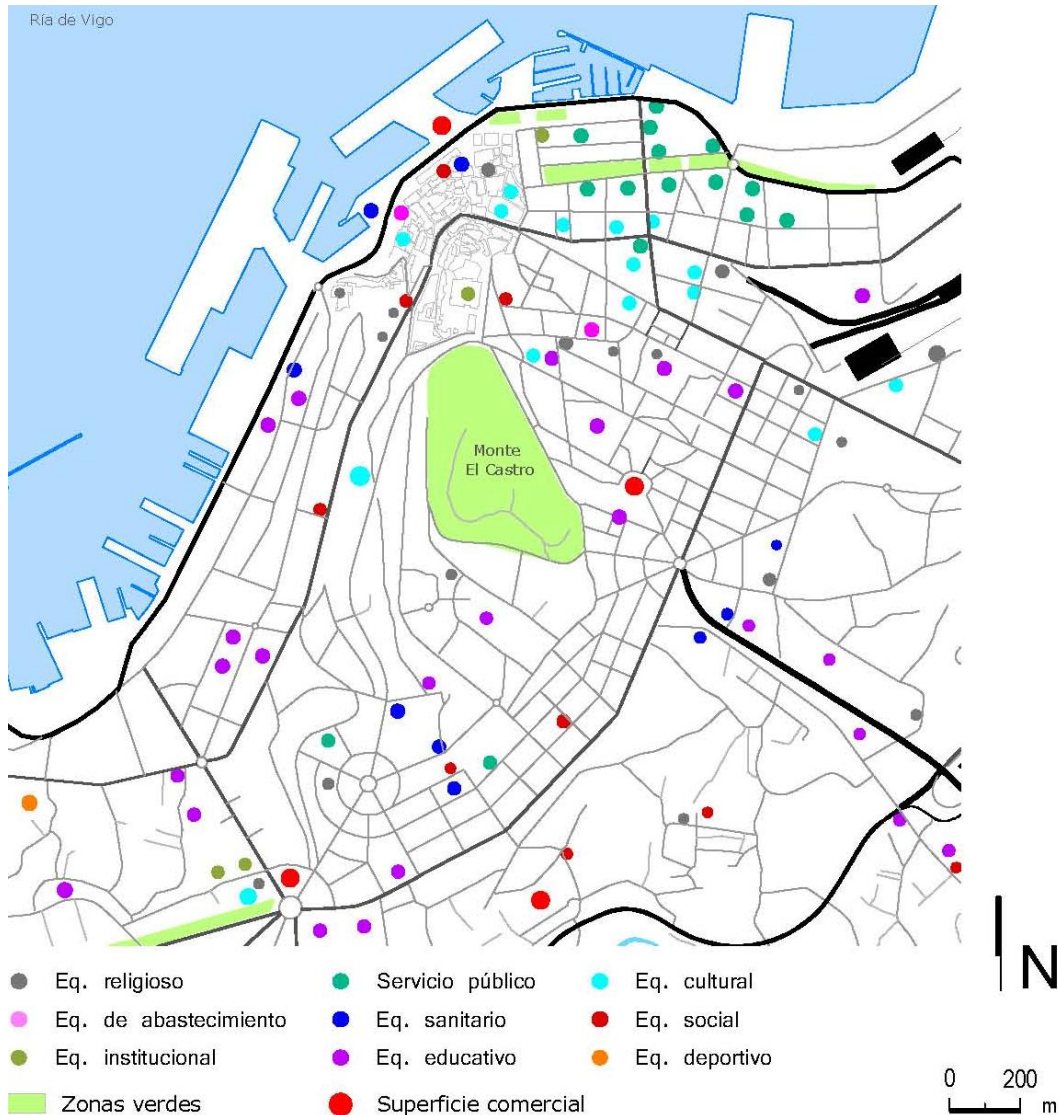 Ría de Vigo
Monte
El Castro
N
Eq. religioso
Servicio público
Eq. cultural
Eq. de abastecimiento
Eq. sanitario
Eq. social
Eq. institucional
Eq. educativo
Eq. deportivo
Zonas verdes
Superficie comercial
0 200
m